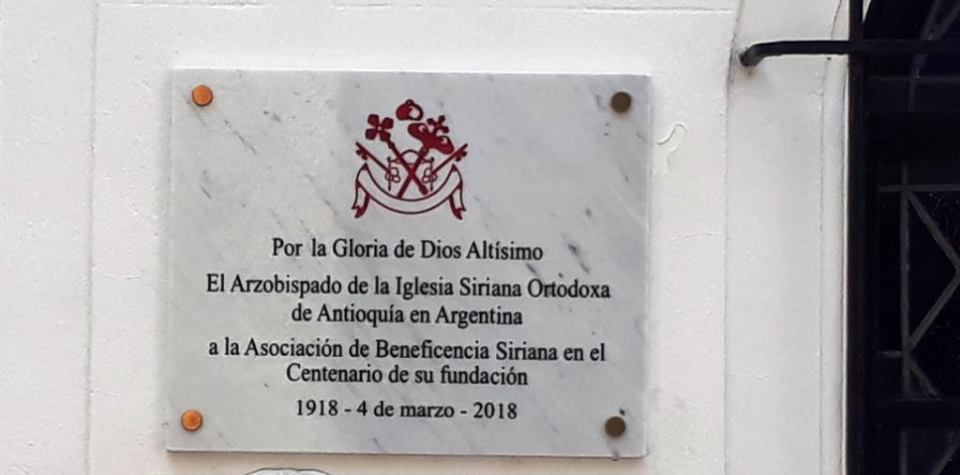 Por la Gloria de Dios Altísimo
El Arzobispado de la Iglesia Siriana Ortodoxa
de Antioquía en Argentina
a la Asociación de Beneficencia Siriana en el
Centenario de su fundación
1918 - 4 de marzo - 2018